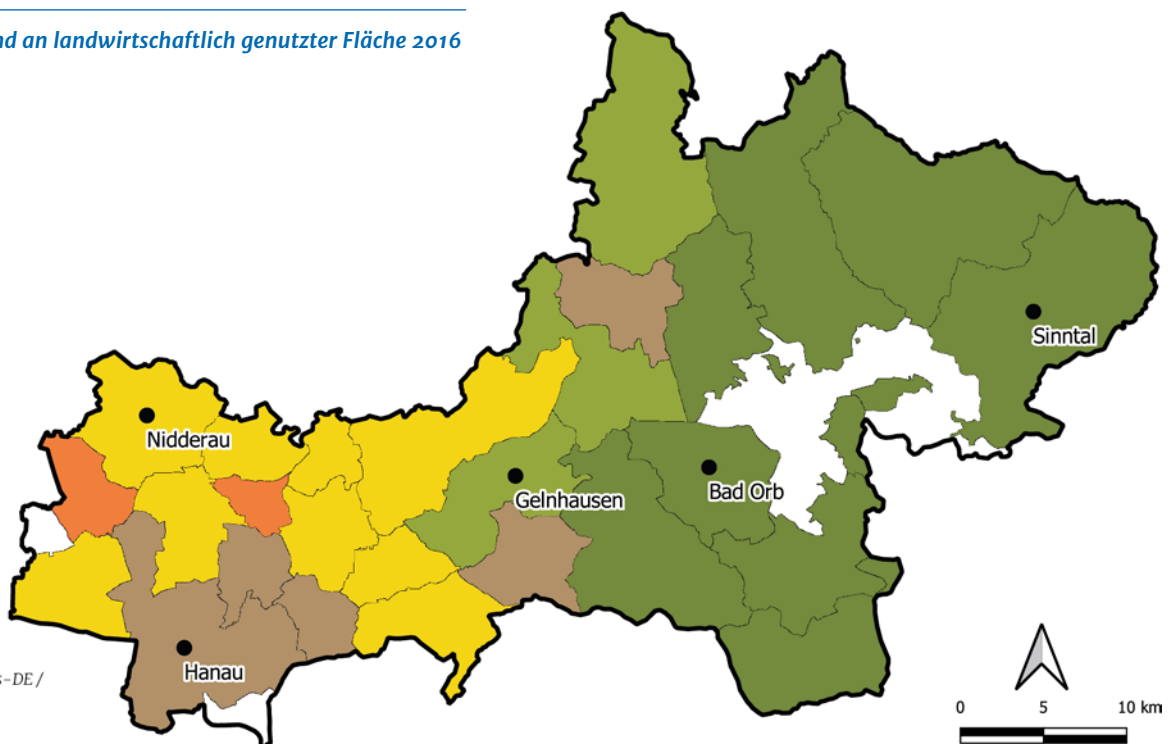 nd an landwirtschaftlich genutzter Fläche 2016
Sinntal
Nidderau
Gelnhausen
Bad Orb
Hanau
s-DE /
0 5 10 km